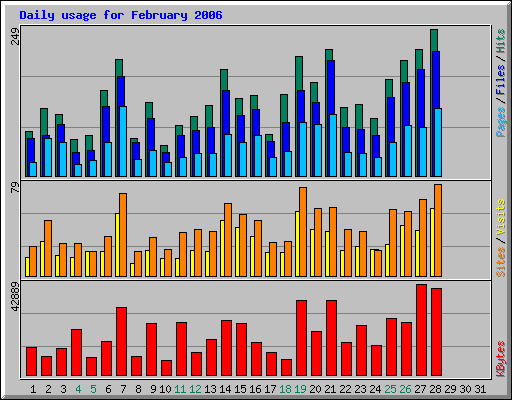 Daily usage for February 2006
249
Pages / Files / Hits
79
Sites / Visits
42889
KBytes
1 2 3 4 5 6 7 8 9 10 11 12 13 14 15 16 17 18 19 20 21 22 23 24 25 26 27 28 29 30 31